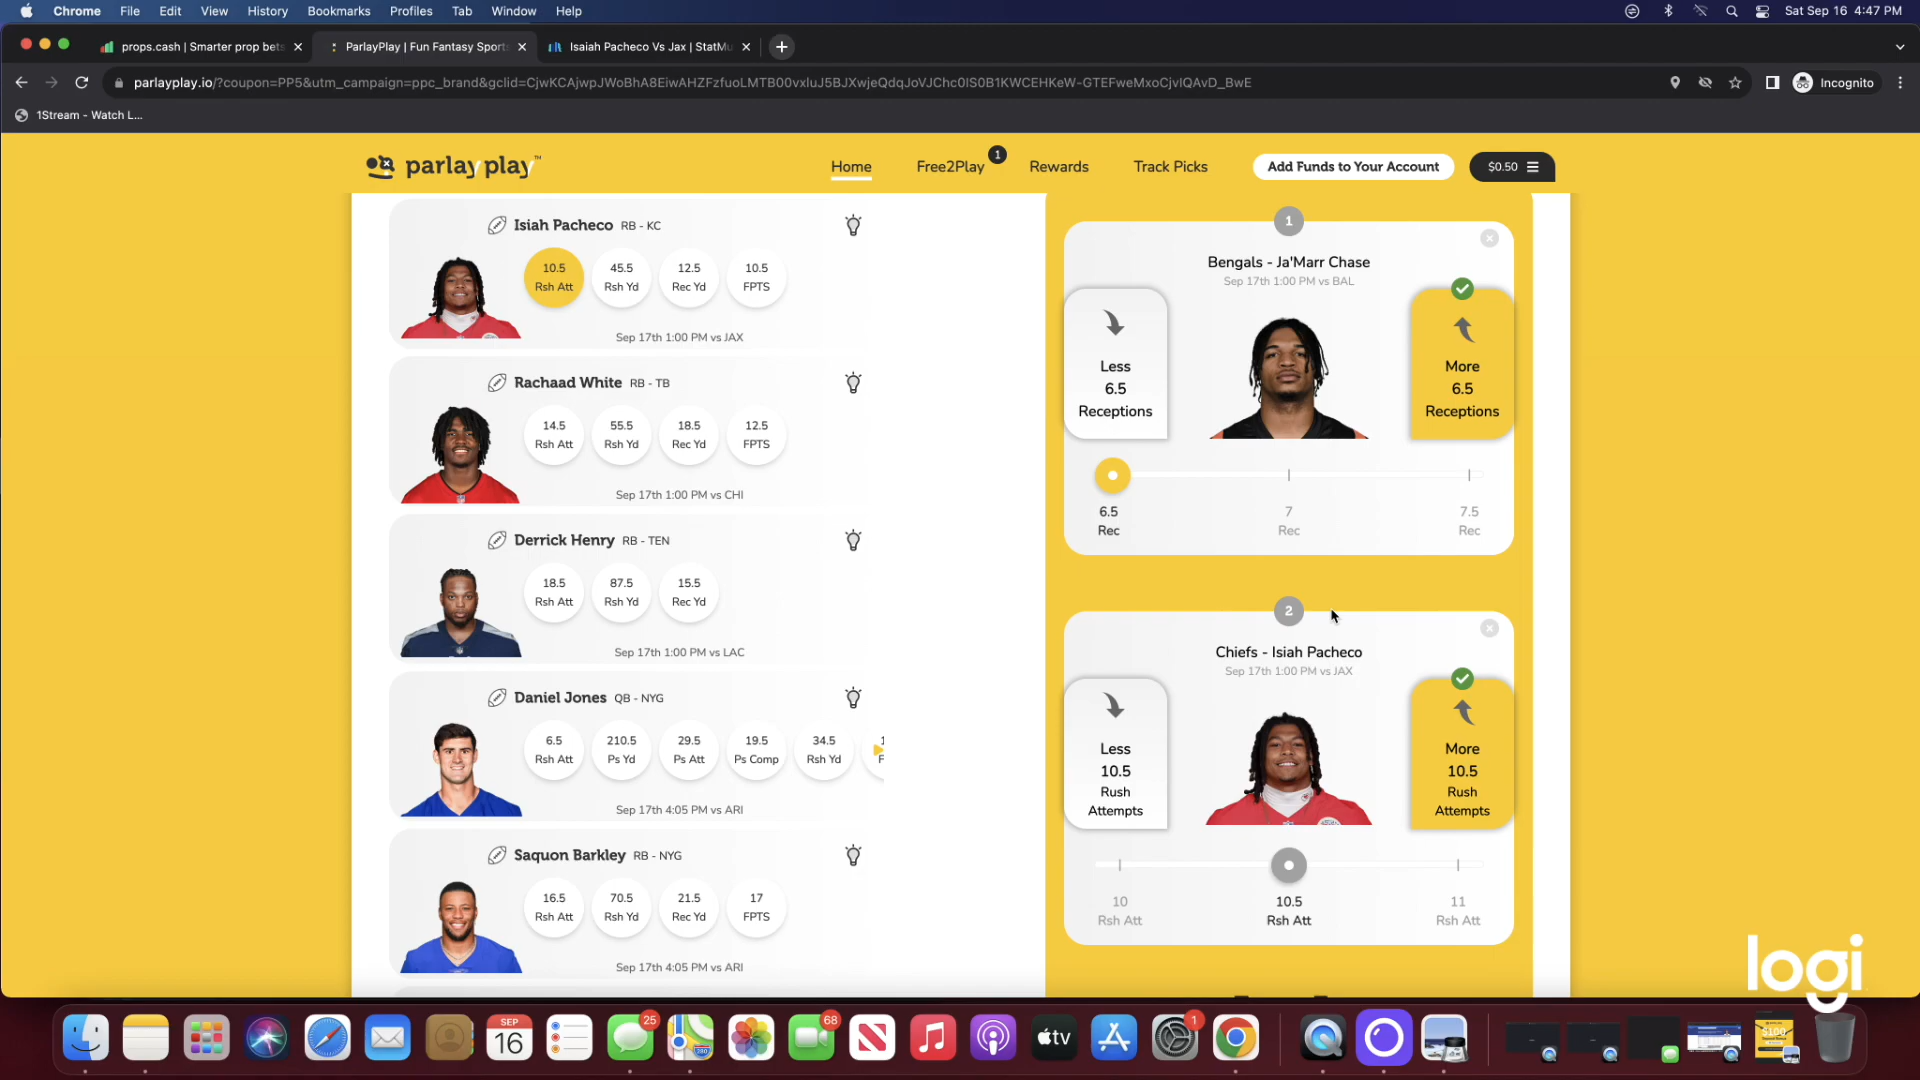 Chrome File Edit View History Bookmarks Profiles Tab Window Help Sat Sep 16 4:47 PM
props.cash | Smarter prop bets ParlayPlay | Fun Fantasy Sports Isaiah Pacheco Vs Jax | StatMu
parlayplay.io/?coupon=PP5&utm_campaign=ppc_brand&gclid=CjwKCAjwpJWoBhA8EiwAHZFzfuoLMTB00vxluJ5BJXwjeQdqJoVJChc0IS0B1KWCEHKeW-GTEFweMxoCjvIQAvD_BwE Incognito
1Stream - Watch L...
parlay play™ Home Free2Play 1 Rewards Track Picks Add Funds to Your Account $0.50
Isiah Pacheco RB - KC
10.5 45.5 12.5 10.5
Rsh Att Rsh Yd Rec Yd FPTS
Sep 17th 1:00 PM vs JAX
Rachaad White RB - TB
14.5 55.5 18.5 12.5
Rsh Att Rsh Yd Rec Yd FPTS
Sep 17th 1:00 PM vs CHI
Derrick Henry RB - TEN
18.5 87.5 15.5
Rsh Att Rsh Yd Rec Yd
Sep 17th 1:00 PM vs LAC
Daniel Jones QB - NYG
6.5 210.5 29.5 19.5 34.5
Rsh Att Ps Yd Ps Att Ps Comp Rsh Yd
Sep 17th 4:05 PM vs ARI
Saquon Barkley RB - NYG
16.5 70.5 21.5 17
Rsh Att Rsh Yd Rec Yd FPTS
Sep 17th 4:05 PM vs ARI
1
Bengals - Ja'Marr Chase
Sep 17th 1:00 PM vs BAL
Less More
6.5 6.5
Receptions Receptions
6.5 7 7.5
Rec Rec Rec
2
Chiefs - Isiah Pacheco
Sep 17th 1:00 PM vs JAX
Less More
10.5 10.5
Rush Rush
Attempts Attempts
10 10.5 11
Rsh Att Rsh Att Rsh Att
logi
SEP
16
25
68
tv
1
$100